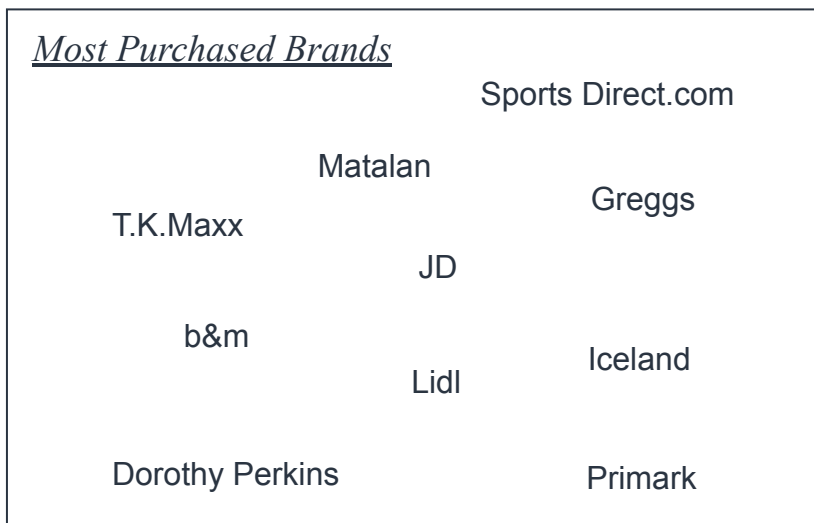 Most Purchased Brands
Sports Direct.com
Matalan
Greggs
T.K.Maxx
JD
b&m
Iceland
Lidl
Dorothy Perkins
Primark